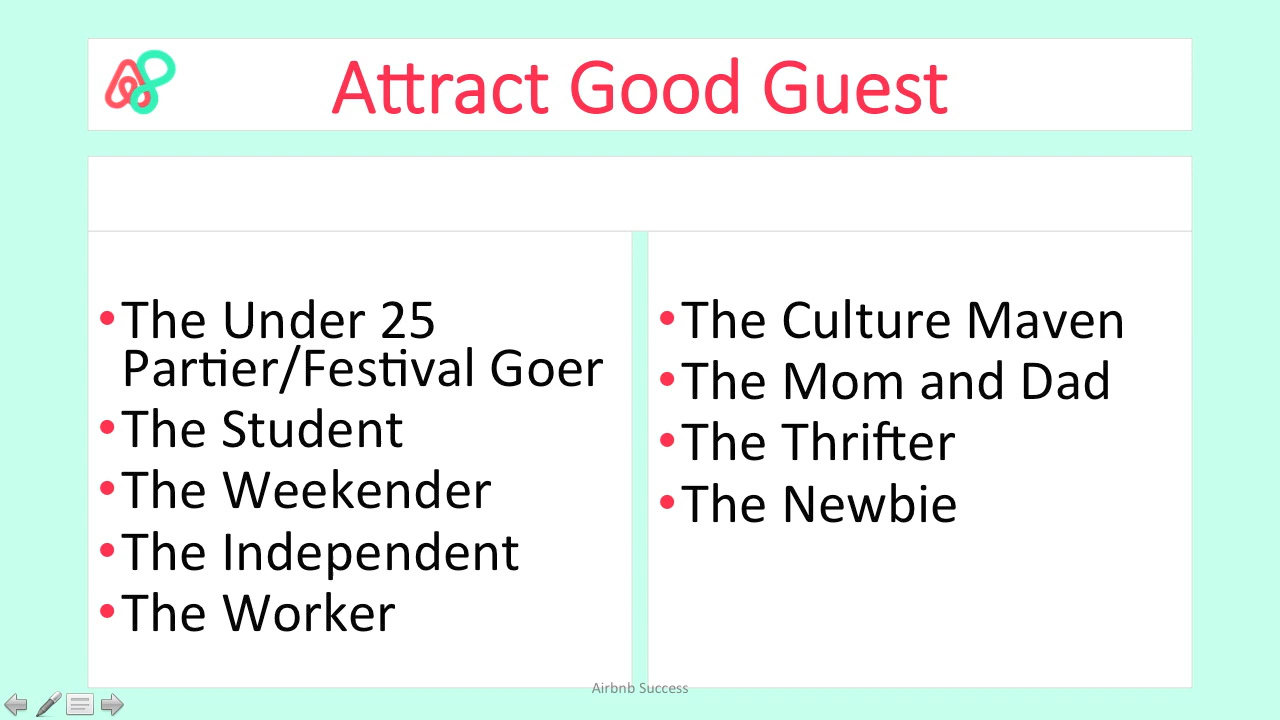 Attract Good Guest
•The Under 25
Partier/Festival Goer
•The Student
•The Weekender
•The Independent
•The Worker
•The Culture Maven
•The Mom and Dad
•The Thrifter
•The Newbie
Airbnb Success